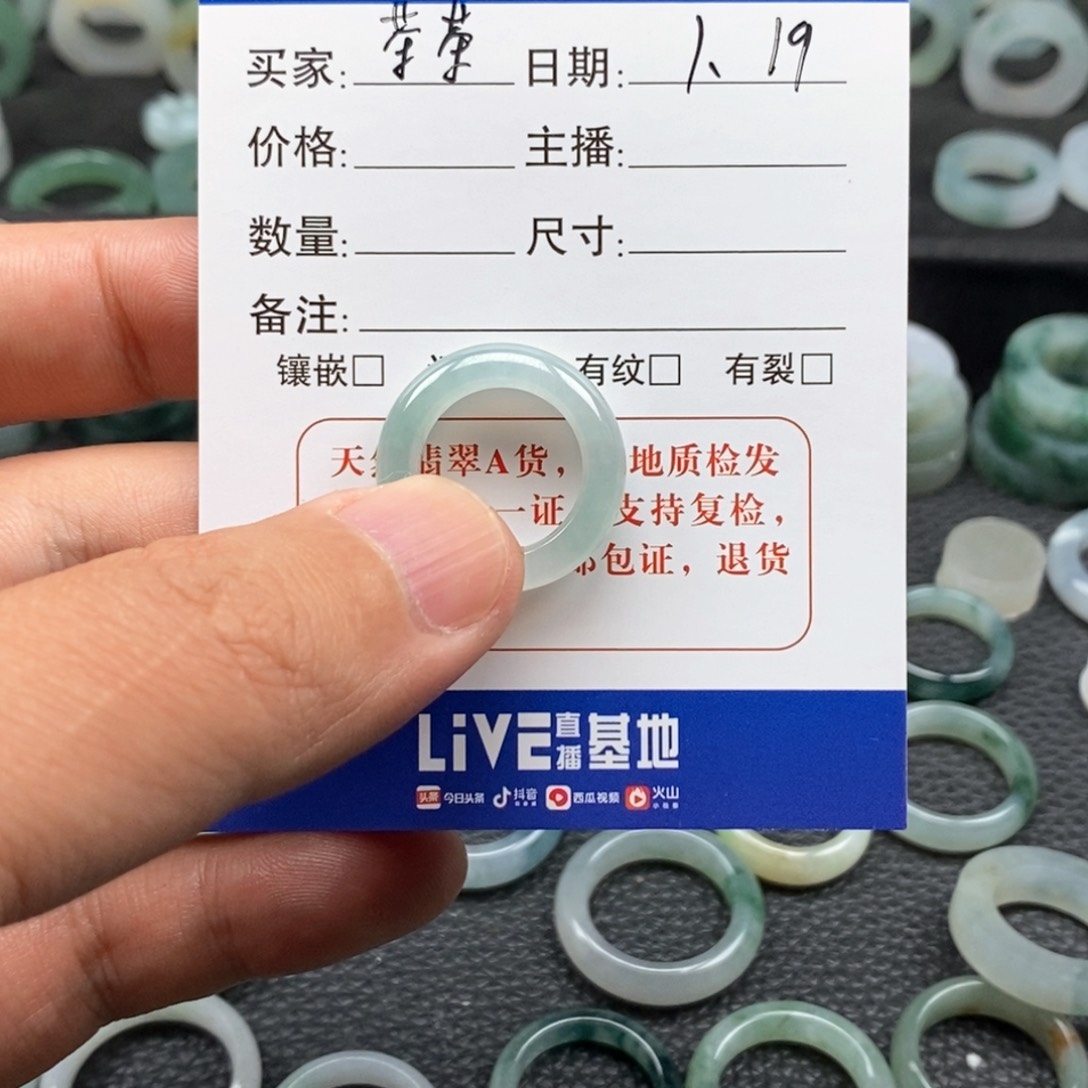 买家: 日期: 1、19
价格: 主播:
数量: 尺寸:
备注:
镶嵌□ 有纹□ 有裂□
天 翡翠A货， 地质检发
一证 支持复检，
包证，退货
LiVE直播基地
头条 今日头条 抖音 西瓜视频 火山